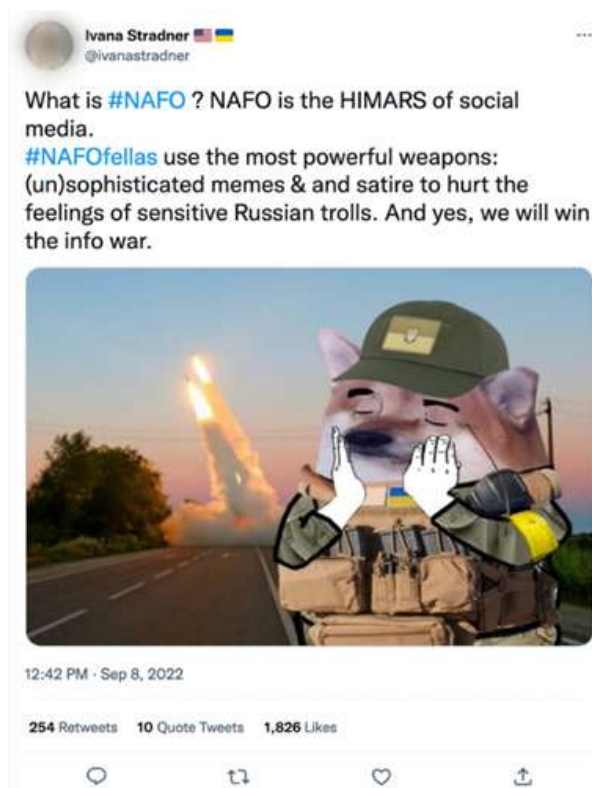 Ivana Stradner 🇺🇸 🇺🇦
@ivanastradner
What is #NAFO ? NAFO is the HIMARS of social
media.
#NAFOfellas use the most powerful weapons:
(un)sophisticated memes & and satire to hurt the
feelings of sensitive Russian trolls. And yes, we will win
the info war.
12:42 PM · Sep 8, 2022
254 Retweets 10 Quote Tweets 1,826 Likes